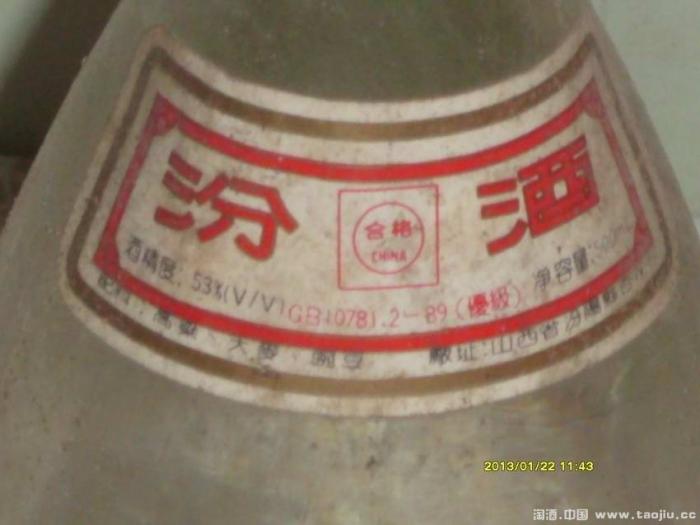 汾 酒
合格
CHINA
酒精度:53%(V/V) GB10781.2-89(優級) 净容量:500
配料:高粱、大麥、豌豆 廠址:山西省汾陽
2013/01/22 11:43
淘酒.中国 www.taojiu.cc